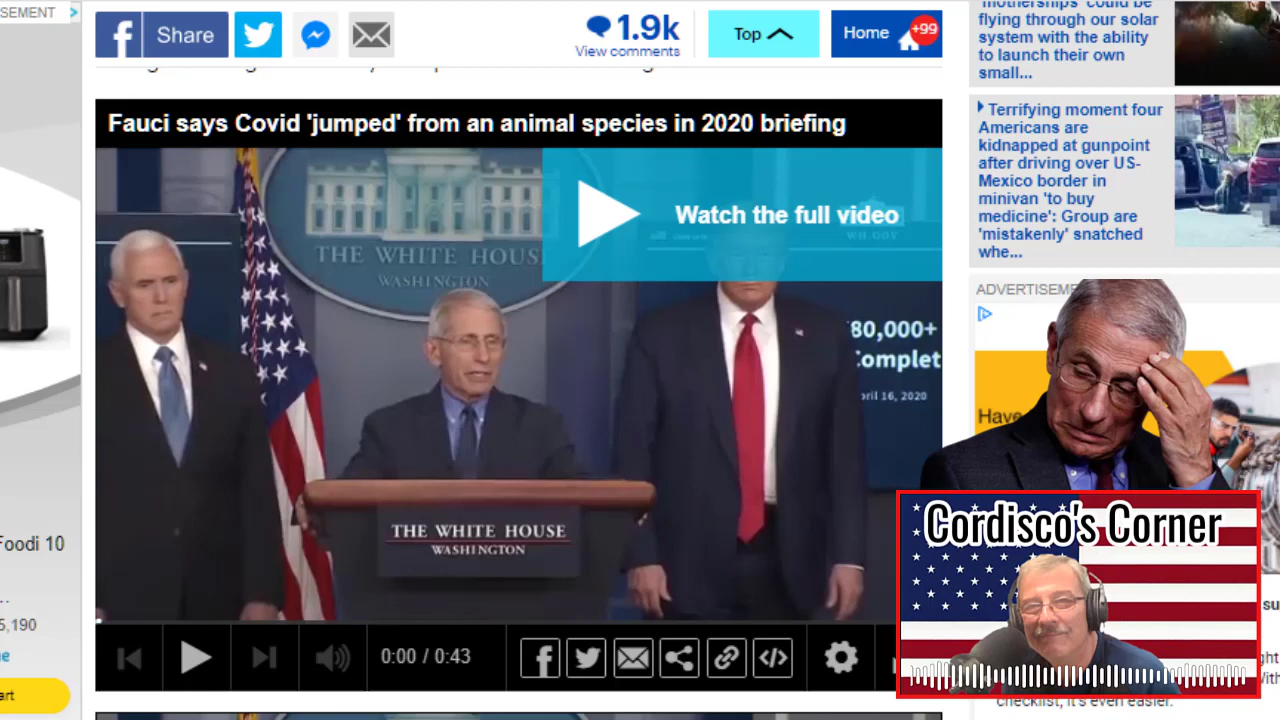 SEMENT
Share
1.9k
View comments
Top
Home
+99
'motherships' could be
flying through our solar
system with the ability
to launch their own
small...
Fauci says Covid 'jumped' from an animal species in 2020 briefing
Watch the full video
THE WHITE HOUSE
WASHINGTON
WH.GOV
80,000+
Complet
pril 16, 2020
THE WHITE HOUSE
WASHINGTON
0:00 / 0:43
Terrifying moment four
Americans are
kidnapped at gunpoint
after driving over US-
Mexico border in
minivan 'to buy
medicine': Group are
'mistakenly' snatched
whe...
ADVERTISEME
Have
Cordisco's Corner
Foodi 10
5,190
checklist, it's even easier.